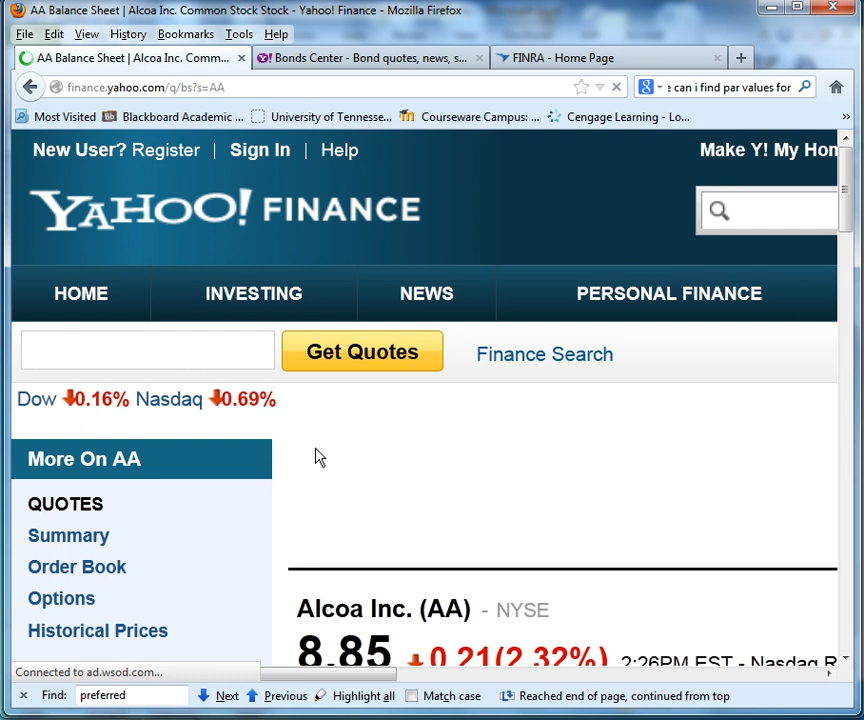 AA Balance Sheet | Alcoa Inc. Common Stock Stock - Yahoo! Finance - Mozilla Firefox
File Edit View History Bookmarks Tools Help
AA Balance Sheet | Alcoa Inc. Comm... × Y! Bonds Center - Bond quotes, news, s... × FINRA - Home Page × +
finance.yahoo.com/q/bs?s=AA
g e can i find par values for
Most Visited Bb Blackboard Academic ... University of Tennesse... Courseware Campus: ... Cengage Learning - Lo... »
New User? Register | Sign In | Help Make Y! My Hom
YAHOO! FINANCE
HOME INVESTING NEWS PERSONAL FINANCE
Get Quotes Finance Search
Dow 0.16% Nasdaq 0.69%
More On AA
QUOTES
Summary
Order Book
Options
Historical Prices
Alcoa Inc. (AA) - NYSE
8.85 0.21(2.32%) 2:26PM EST - Nasdaq R
Connected to ad.wsod.com...
× Find: preferred Next Previous Highlight all Match case Reached end of page, continued from top